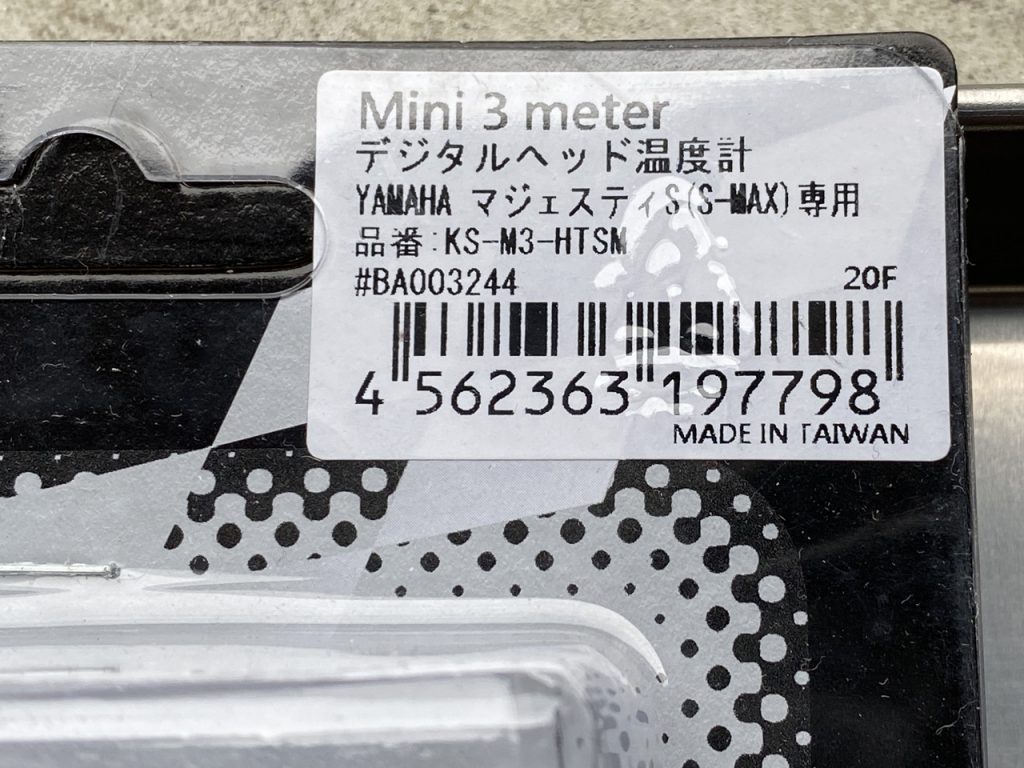 Mini 3 meter
デジタルヘッド温度計
YAMAHA マジェスティS(S-MAX)専用
品番:KS-M3-HTSM
#BA003244 20F
4 562363 197798
MADE IN TAIWAN